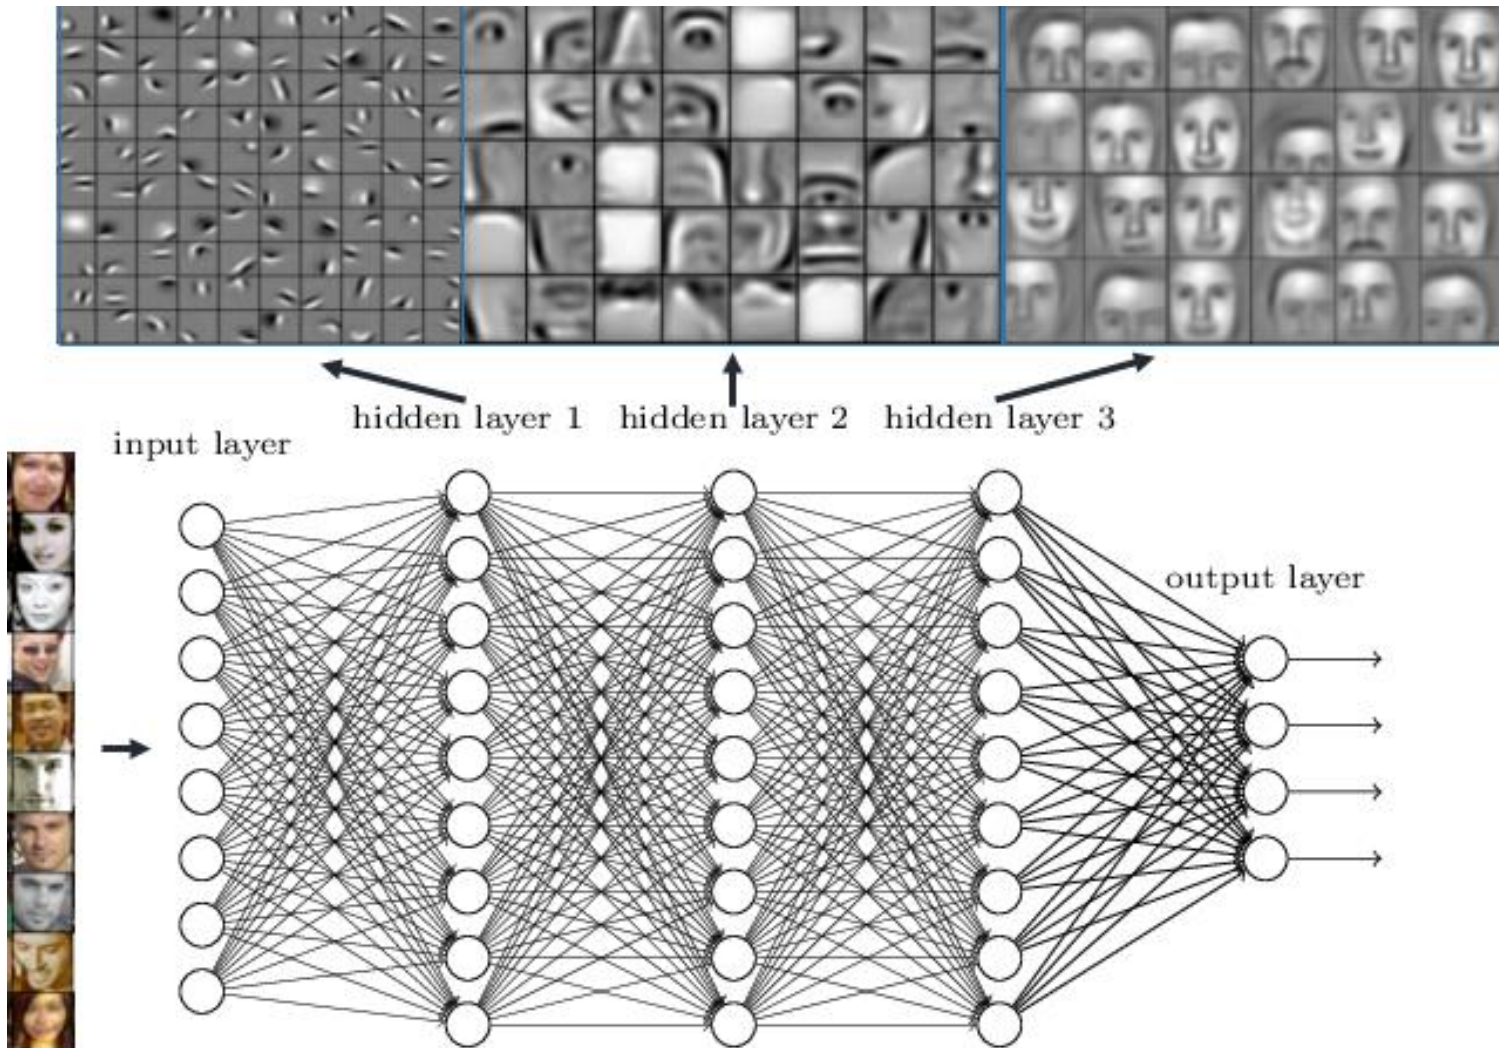 hidden layer 1
hidden layer 2
hidden layer 3
input layer
output layer